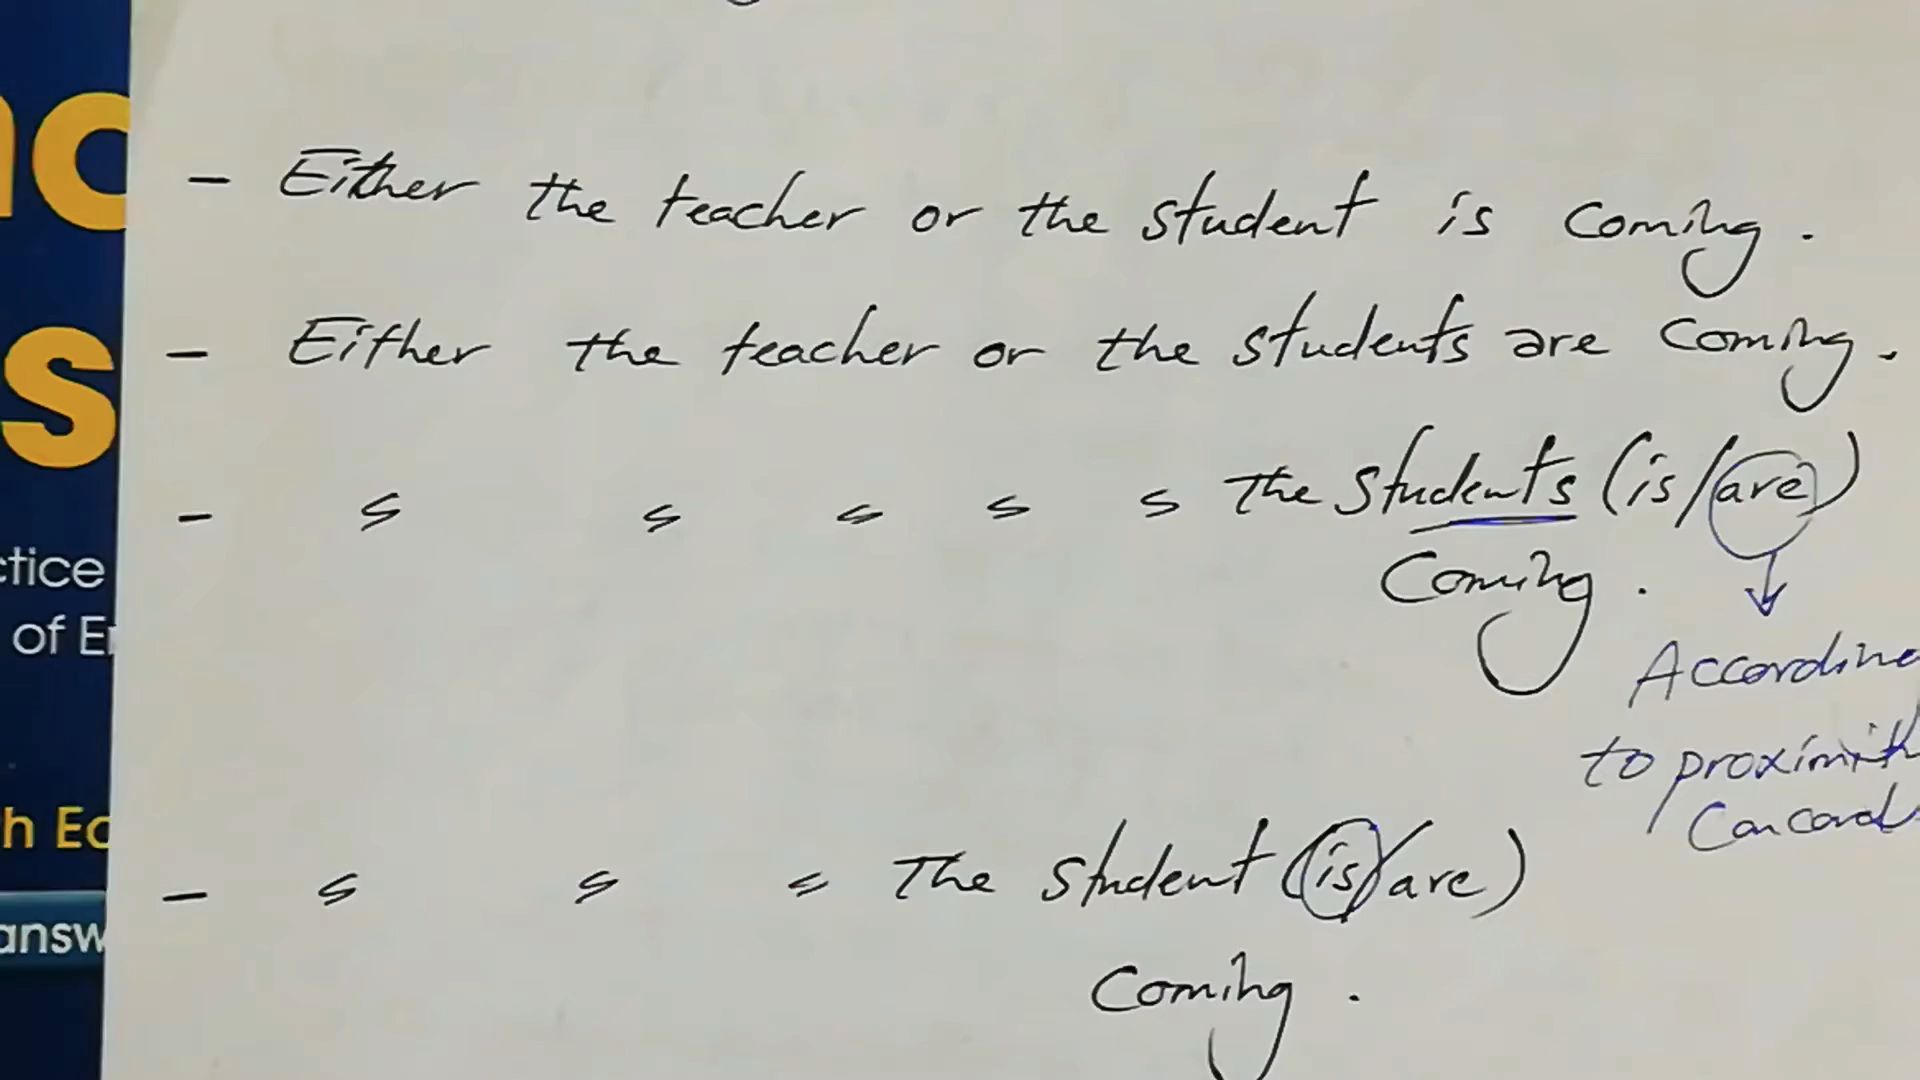 - Either the teacher or the student is coming.
- Either the teacher or the students are coming.
- " " " " " the students (is/are)
coming.
According
to proximity
Concord
- " " " the student (is/are)
coming.
s
ctice
of E
h Ec
answ